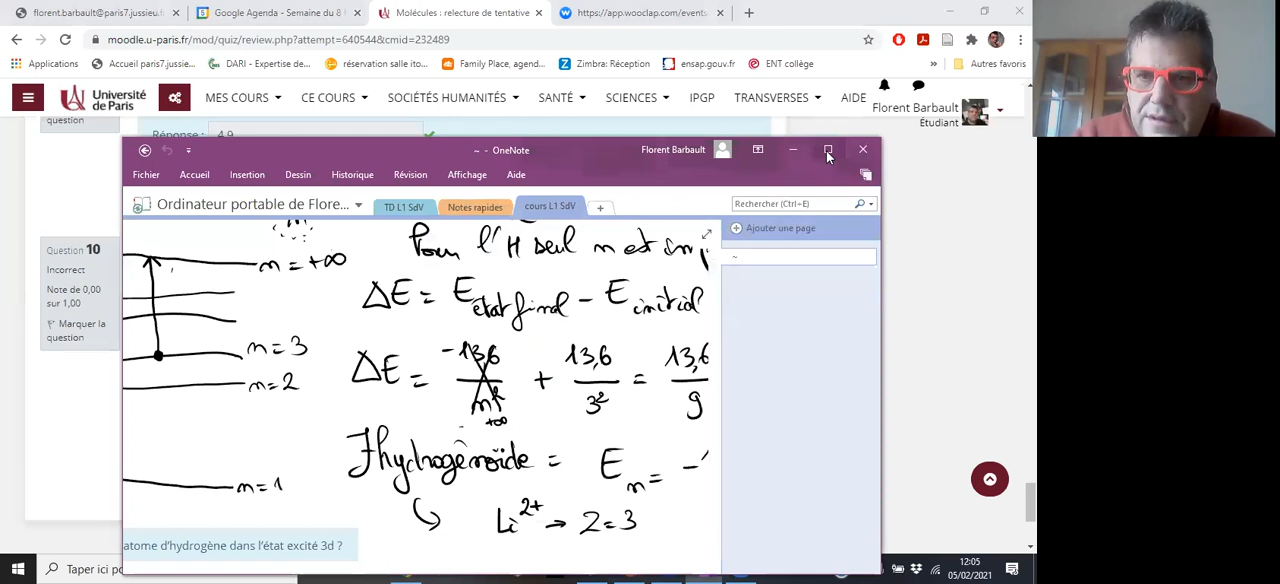 florent.barbault@paris7.jussieu.
Google Agenda - Semaine du 8
Molécules : relecture de tentative
https://app.wooclap.com/events
moodle.u-paris.fr/mod/quiz/review.php?attempt=640544&cmid=232489
Applications
Accueil paris7.jussie...
DARI - Expertise de...
réservation salle ito...
Family Place, agend...
Zimbra: Réception
ensap.gouv.fr
ENT collège
»
Autres favoris
Université de Paris
MES COURS
CE COURS
SOCIÉTÉS HUMANITÉS
SANTÉ
SCIENCES
IPGP
TRANSVERSES
AIDE
Florent Barbault
Étudiant
question
Réponse : 4,9
~ - OneNote
Florent Barbault
Fichier
Accueil
Insertion
Dessin
Historique
Révision
Affichage
Aide
Ordinateur portable de Flore...
TD L1 SdV
Notes rapides
cours L1 SdV
Rechercher (Ctrl+E)
Ajouter une page
~
Question 10
Incorrect
Note de 0,00
sur 1,00
Marquer la
question
n = +∞
n = 3
n = 2
n = 1
Pour l'H seul n est imp
ΔE = E état final - E initial
ΔE = -13,6/n² +∞ + 13,6/3² = 13,6/9
Hydrogénoïde = E n = -
Li 2+ → Z = 3
atome d'hydrogène dans l'état excité 3d ?
Taper ici po
12:05
05/02/2021